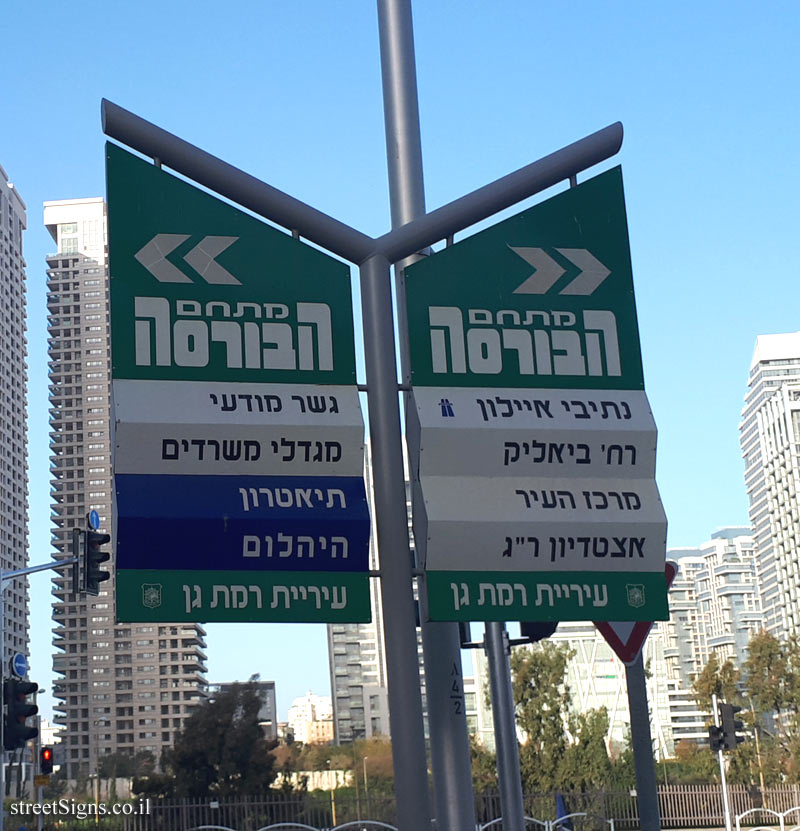 מתחם
הבורסה
גשר מודעי
מגדלי משרדים
תיאטרון
היהלום
עיריית רמת גן
מתחם
הבורסה
נתיבי איילון
רח' ביאליק
מרכז העיר
אצטדיון ר"ג
עיריית רמת גן
streetSigns.co.il